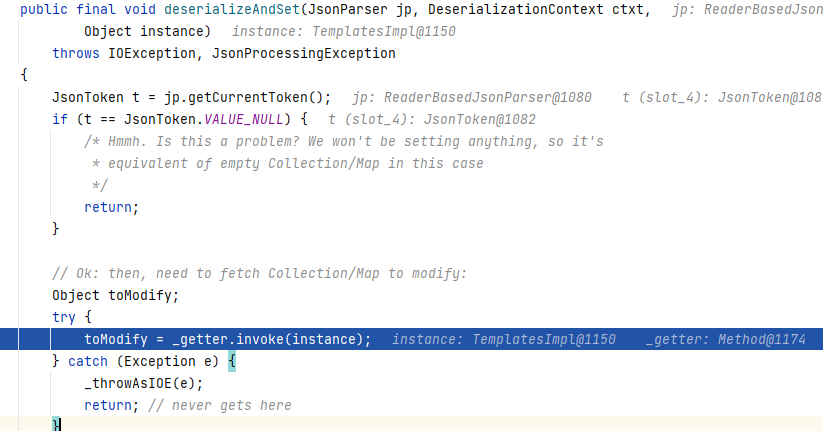 public final void deserializeAndSet(JsonParser jp, DeserializationContext ctxt,   jp: ReaderBasedJson
        Object instance)   instance: TemplatesImpl@1150
    throws IOException, JsonProcessingException
{
    JsonToken t = jp.getCurrentToken();   jp: ReaderBasedJsonParser@1080    t (slot_4): JsonToken@108
    if (t == JsonToken.VALUE_NULL) {   t (slot_4): JsonToken@1082
        /* Hmmh. Is this a problem? We won't be setting anything, so it's
         * equivalent of empty Collection/Map in this case
         */
        return;
    }
    // Ok: then, need to fetch Collection/Map to modify:
    Object toModify;
    try {
        toModify = _getter.invoke(instance);   instance: TemplatesImpl@1150    _getter: Method@1174
    } catch (Exception e) {
        _throwAsIOE(e);
        return; // never gets here
    }